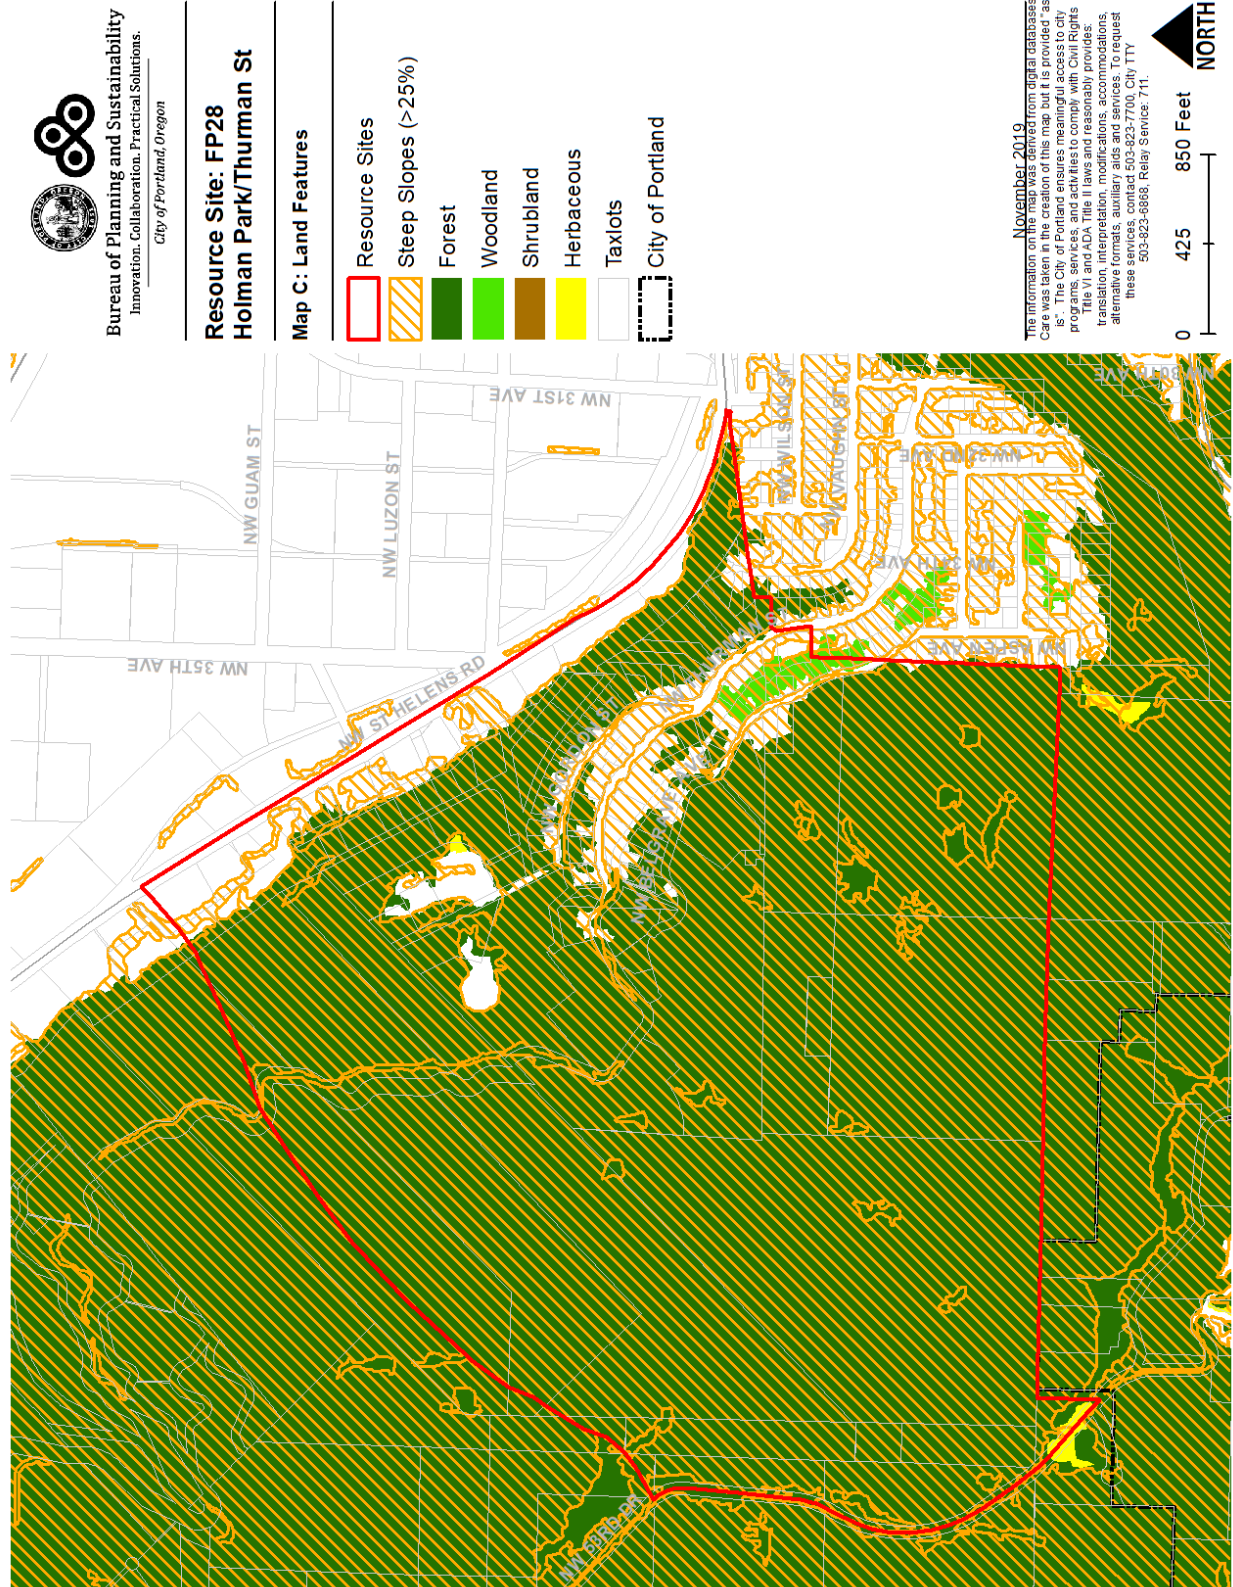 Bureau of Planning and Sustainability
Innovation. Collaboration. Practical Solutions.
City of Portland, Oregon
Resource Site: FP28
Holman Park/Thurman St
Map C: Land Features
Resource Sites
Steep Slopes (>25%)
Forest
Woodland
Shrubland
Herbaceous
Taxlots
City of Portland
November 2019
The information on the map was derived from digital databases
Care was taken in the creation of this map but it is provided "as
is". The City of Portland ensures meaningful access to city
programs, services, and activities to comply with Civil Rights
Title VI and ADA Title II laws and reasonably provides:
translation, interpretation, modifications, accommodations,
alternative formats, auxiliary aids and services. To request
these services, contact 503-823-7700, City TTY
503-823-6868, Relay Service: 711.
0 425 850 Feet
NORTH
NW GUAM ST
NW LUZON ST
NW 31ST AVE
NW 35TH AVE
NW ST HELENS RD
NW WILSON ST
NW VAUGHN ST
NW 34TH AVE
NW ASPEN AVE
NW THURMAN ST
NW GORDON ST
NW BELGRAVE AVE
NW 53RD DR
NW 30TH AVE